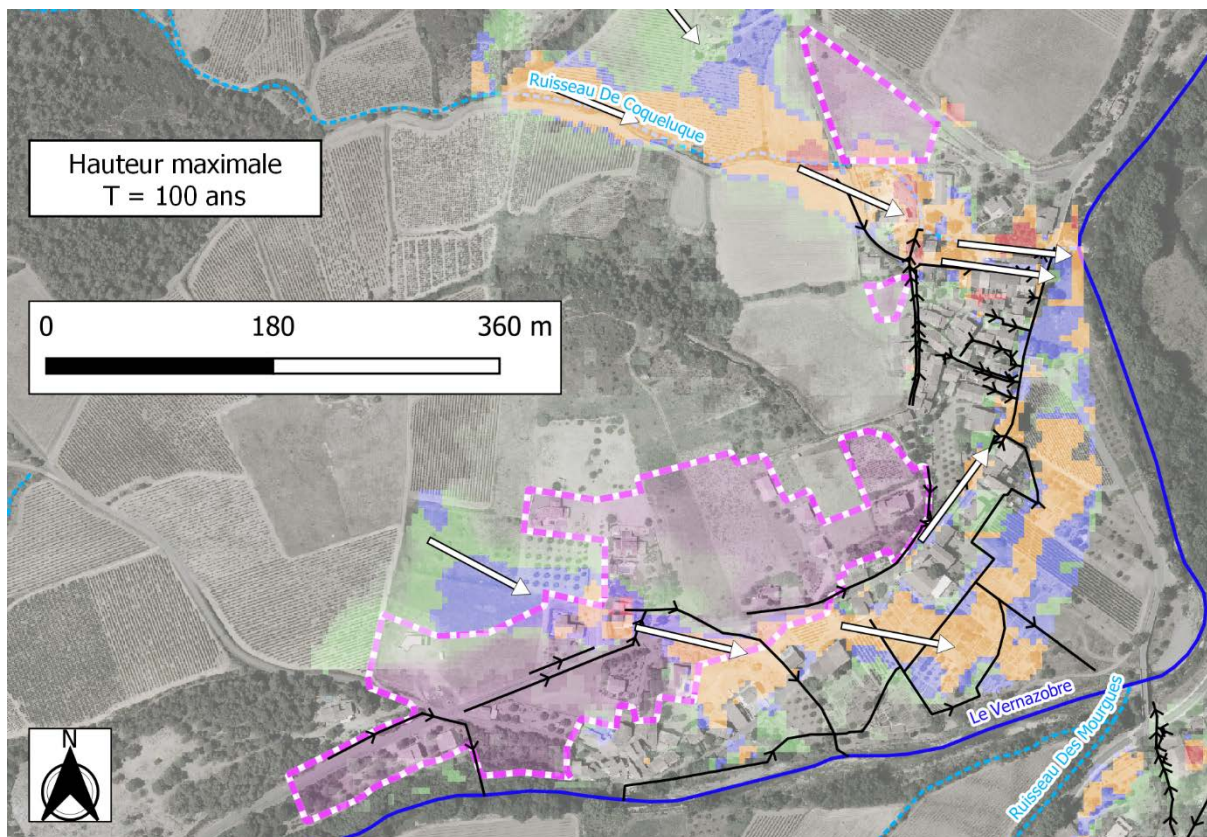 Ruisseau De Coqueluque
Hauteur maximale
T = 100 ans
0 180 360 m
Le Vernazobre
Ruisseau Des Mourgues
N